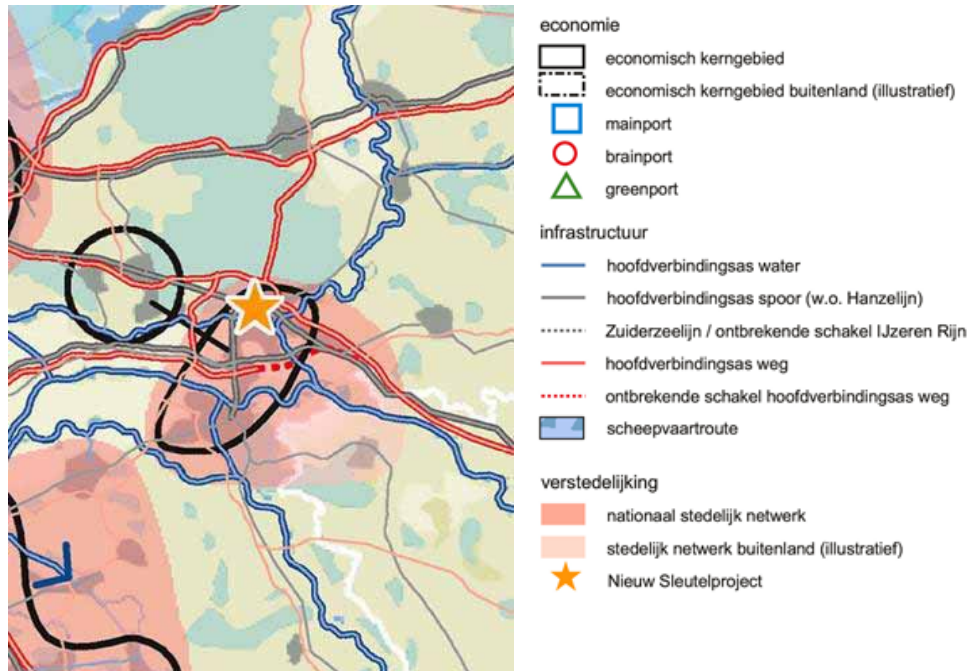 economie
economisch kerngebied
economisch kerngebied buitenland (illustratief)
mainport
brainport
greenport
infrastructuur
hoofdverbindingsas water
hoofdverbindingsas spoor (w.o. Hanzelijn)
Zuiderzeelijn / ontbrekende schakel IJzeren Rijn
hoofdverbindingsas weg
ontbrekende schakel hoofdverbindingsas weg
scheepvaartroute
verstedelijking
nationaal stedelijk netwerk
stedelijk netwerk buitenland (illustratief)
Nieuw Sleutelproject